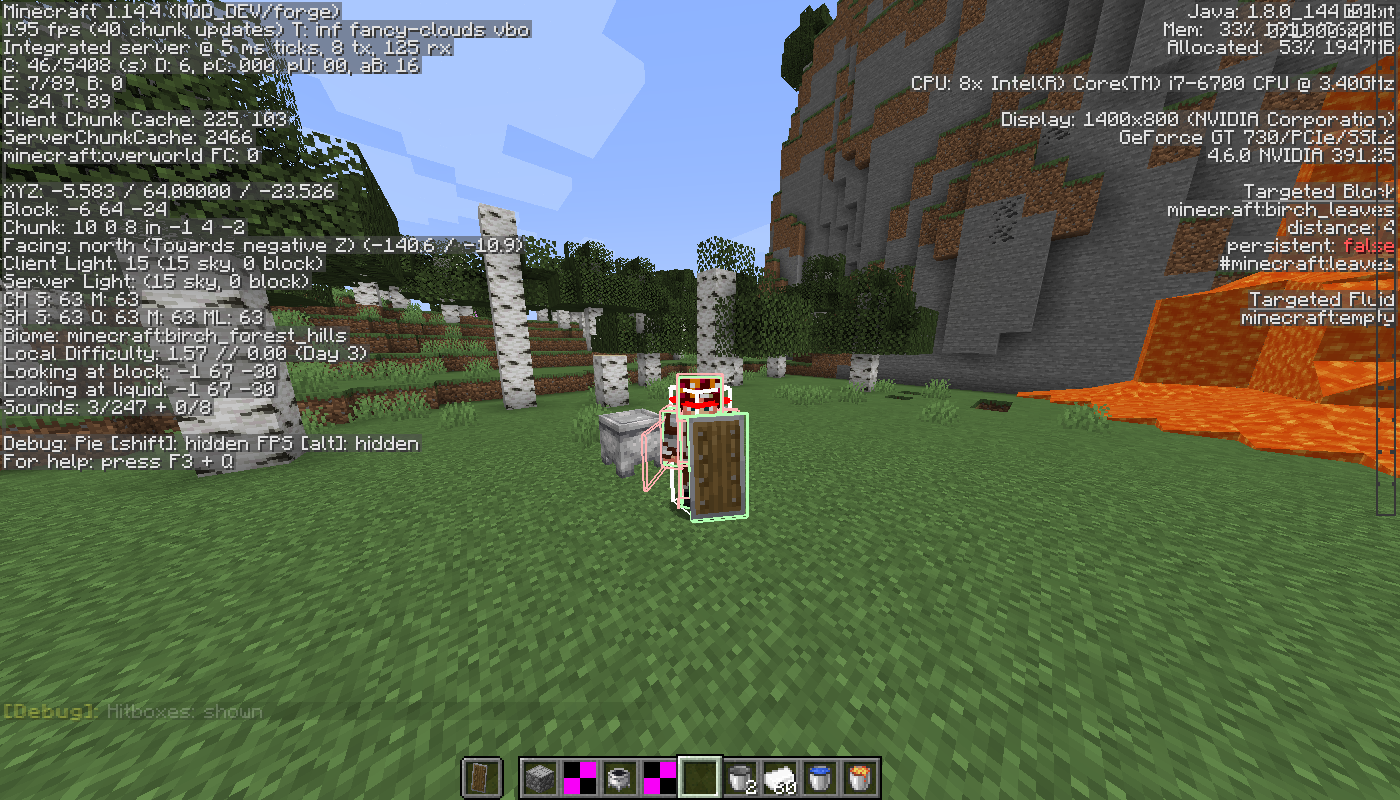 Minecraft 1.14.4 (MOD_DEV/forge)
195 fps (40 chunk updates) T: inf fancy-clouds vbo
Integrated server @ 5 ms ticks, 8 tx, 125 rx
C: 46/5408 (s) D: 6, pC: 000, pU: 00, aB: 16
E: 7/89, B: 0
P: 24. T: 89
Client Chunk Cache: 225, 103
ServerChunkCache: 2466
minecraft:overworld FC: 0
XYZ: -5.583 / 64.00000 / -23.526
Block: -6 64 -24
Chunk: 10 0 8 in -1 4 -2
Facing: north (Towards negative Z) (-140.6 / -10.9)
Client Light: 15 (15 sky, 0 block)
Server Light: (15 sky, 0 block)
CH S: 63 M: 63
SH S: 63 O: 63 M: 63 ML: 63
Biome: minecraft:birch_forest_hills
Local Difficulty: 1.57 // 0.00 (Day 3)
Looking at block: -1 67 -30
Looking at liquid: -1 67 -30
Sounds: 3/247 + 0/8
Debug: Pie [shift]: hidden FPS [alt]: hidden
For help: press F3 + Q
Java: 1.8.0_144
Mem: 33%
Allocated: 53% 1947MB
CPU: 8x Intel(R) Core(TM) i7-6700 CPU @ 3.40GHz
Display: 1400x800 (NVIDIA Corporation)
GeForce GT 730/PCIe/SSE2
4.6.0 NVIDIA 391.25
Targeted Block
minecraft:birch_leaves
distance: 4
persistent: false
#minecraft:leaves
Targeted Fluid
minecraft:empty
[Debug]: Hitboxes: shown
2
60